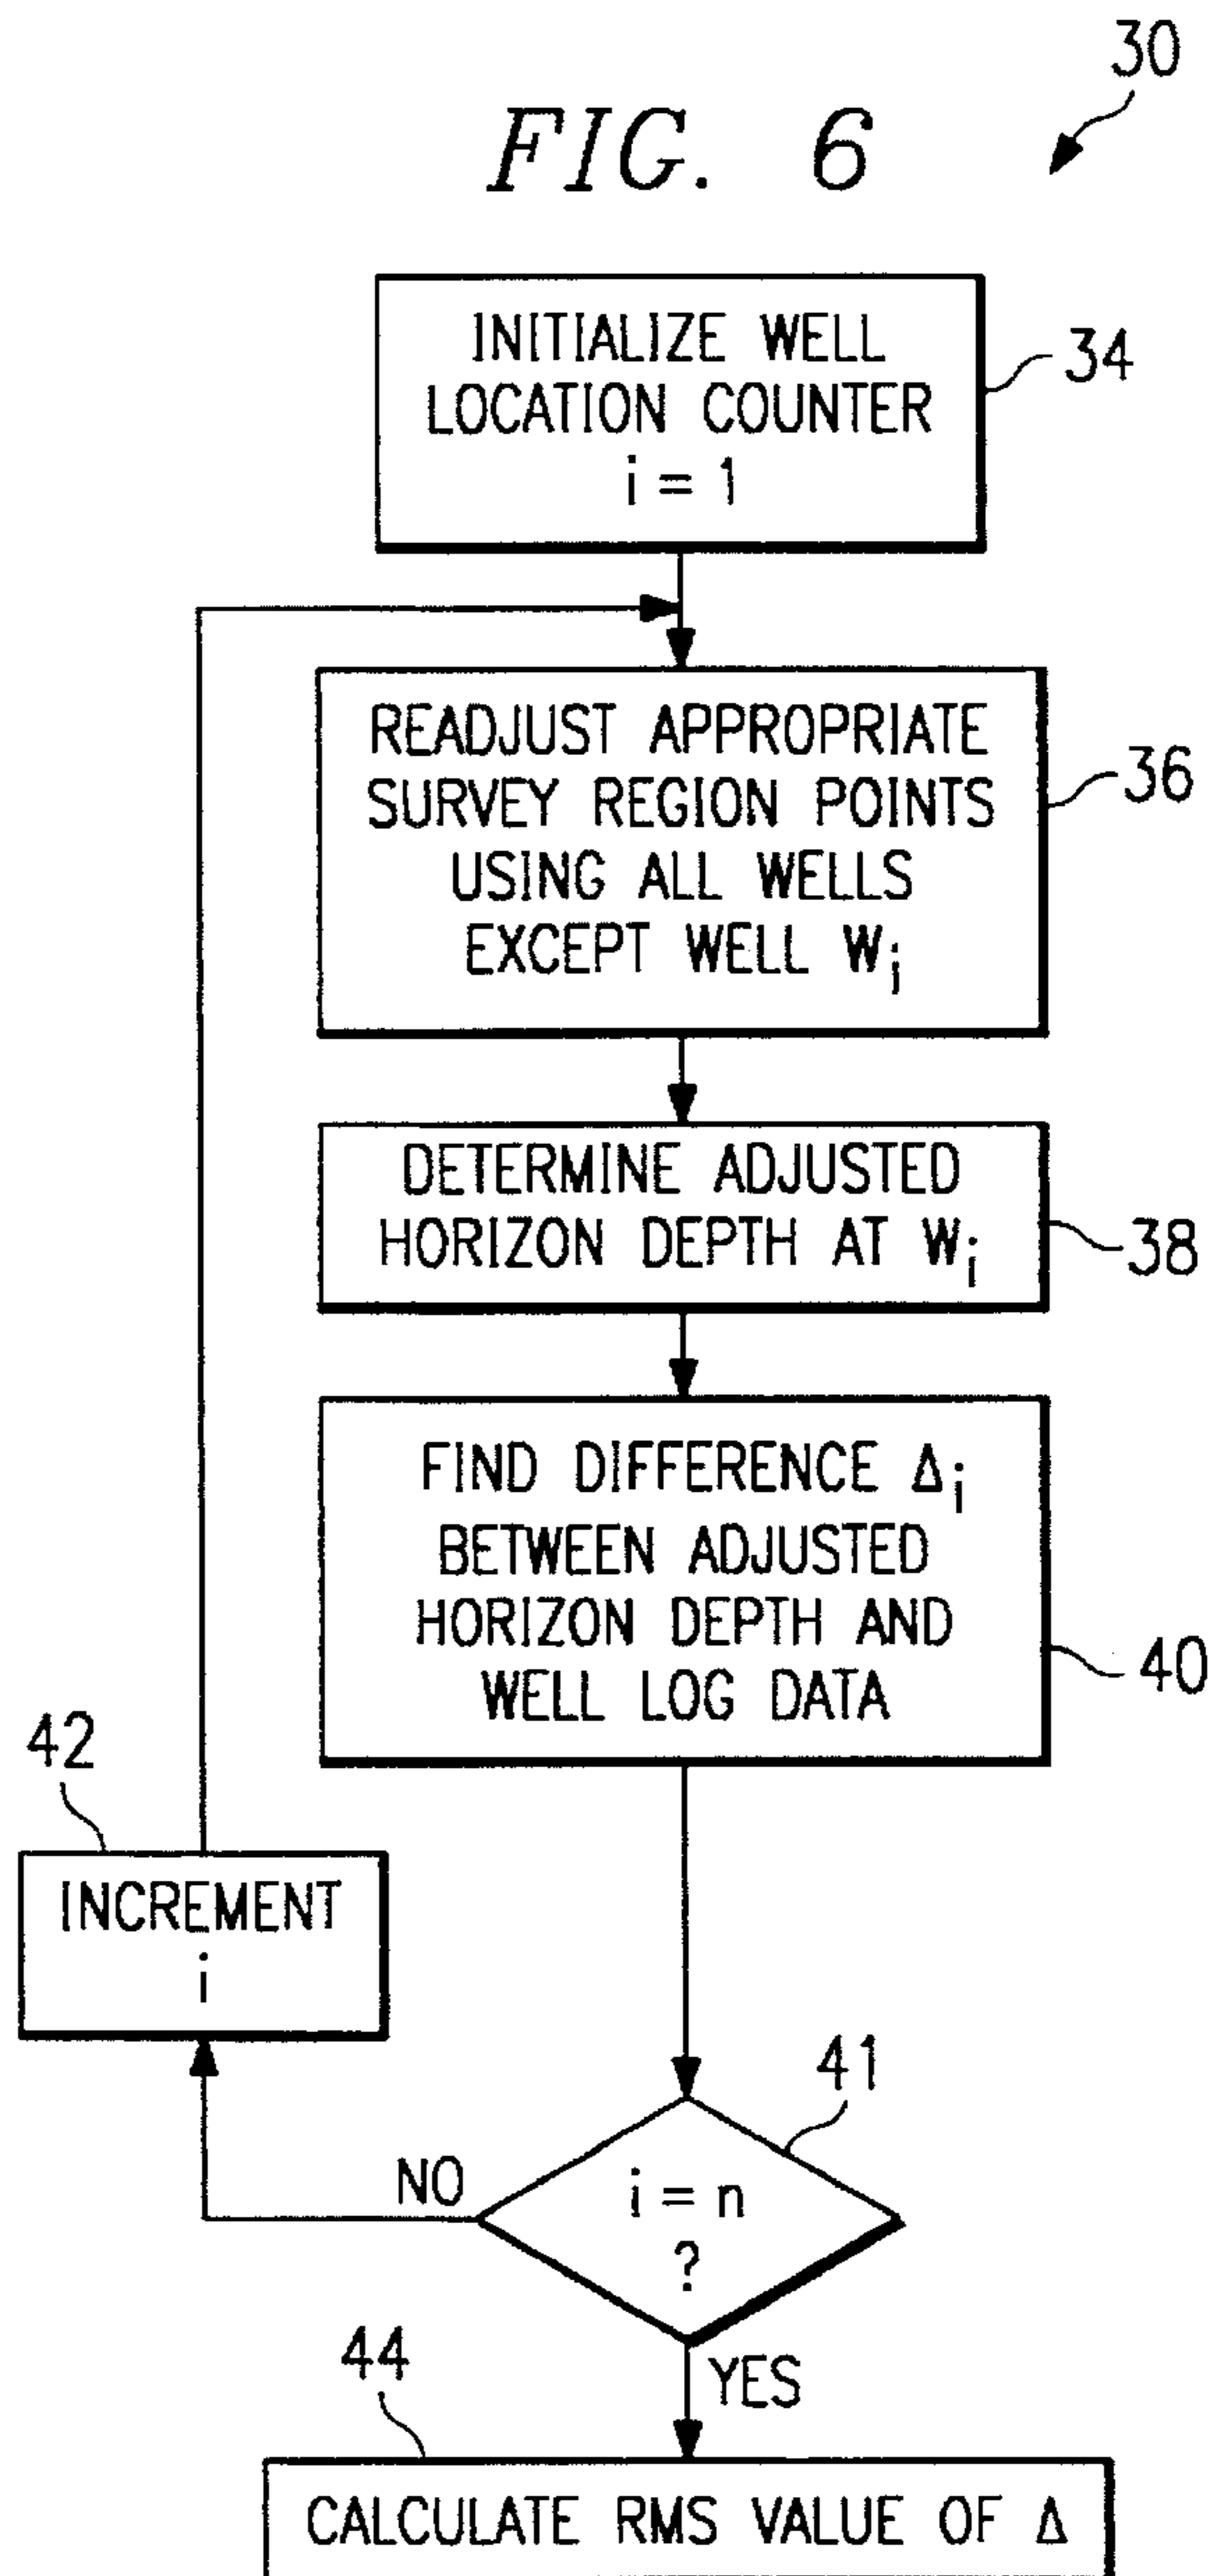 30
FIG. 6
INITIALIZE WELL
LOCATION COUNTER
i = 1
34
READJUST APPROPRIATE
SURVEY REGION POINTS
USING ALL WELLS
EXCEPT WELL Wi
36
DETERMINE ADJUSTED
HORIZON DEPTH AT Wi
38
FIND DIFFERENCE Δi
BETWEEN ADJUSTED
HORIZON DEPTH AND
WELL LOG DATA
40
42
INCREMENT
i
41
NO
i = n
?
YES
44
CALCULATE RMS VALUE OF Δ